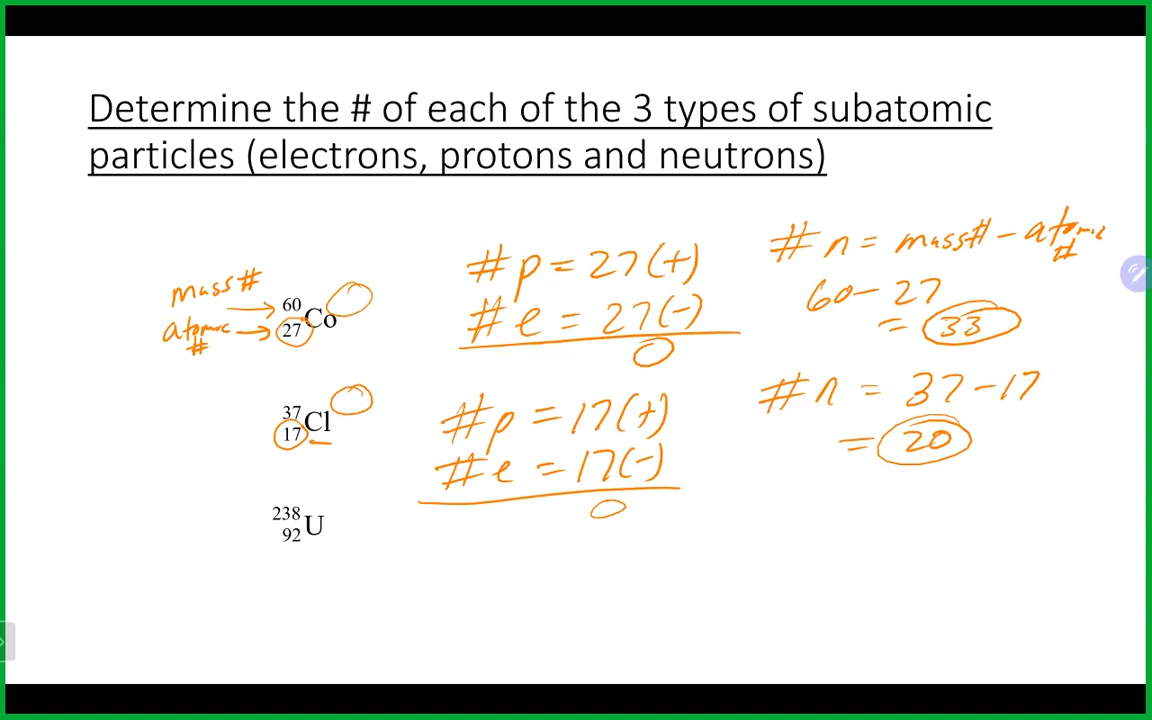 Determine the # of each of the 3 types of subatomic
particles (electrons, protons and neutrons)
mass #
atomic
#
60
27
Co
#p = 27(+)
#e = 27(-)
0
#n = mass# - atomic
#
60 - 27
= 33
37
17
Cl
#p = 17(+)
#e = 17(-)
0
#n = 37 - 17
= 20
238
92
U